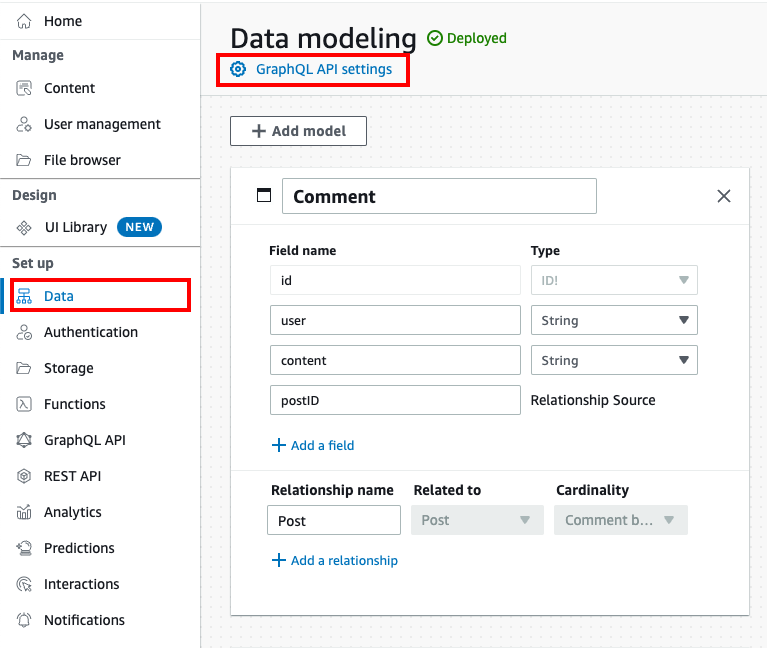 Home
Manage
Content
User management
File browser
Design
UI Library NEW
Set up
Data
Authentication
Storage
Functions
GraphQL API
REST API
Analytics
Predictions
Interactions
Notifications
Data modeling Deployed
GraphQL API settings
+ Add model
Comment
Field name Type
id ID!
user String
content String
postID Relationship Source
+ Add a field
Relationship name Related to Cardinality
Post Post Comment b...
+ Add a relationship